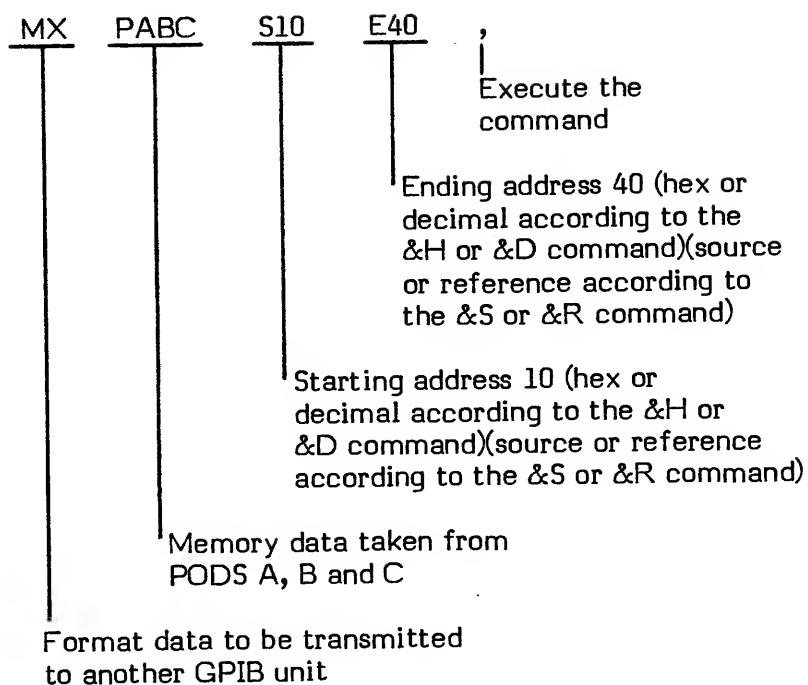 MX PABC S10 E40 ,
Execute the
command
Ending address 40 (hex or
decimal according to the
&H or &D command)(source
or reference according to
the &S or &R command)
Starting address 10 (hex or
decimal according to the &H or
&D command)(source or reference
according to the &S or &R command)
Memory data taken from
PODS A, B and C
Format data to be transmitted
to another GPIB unit